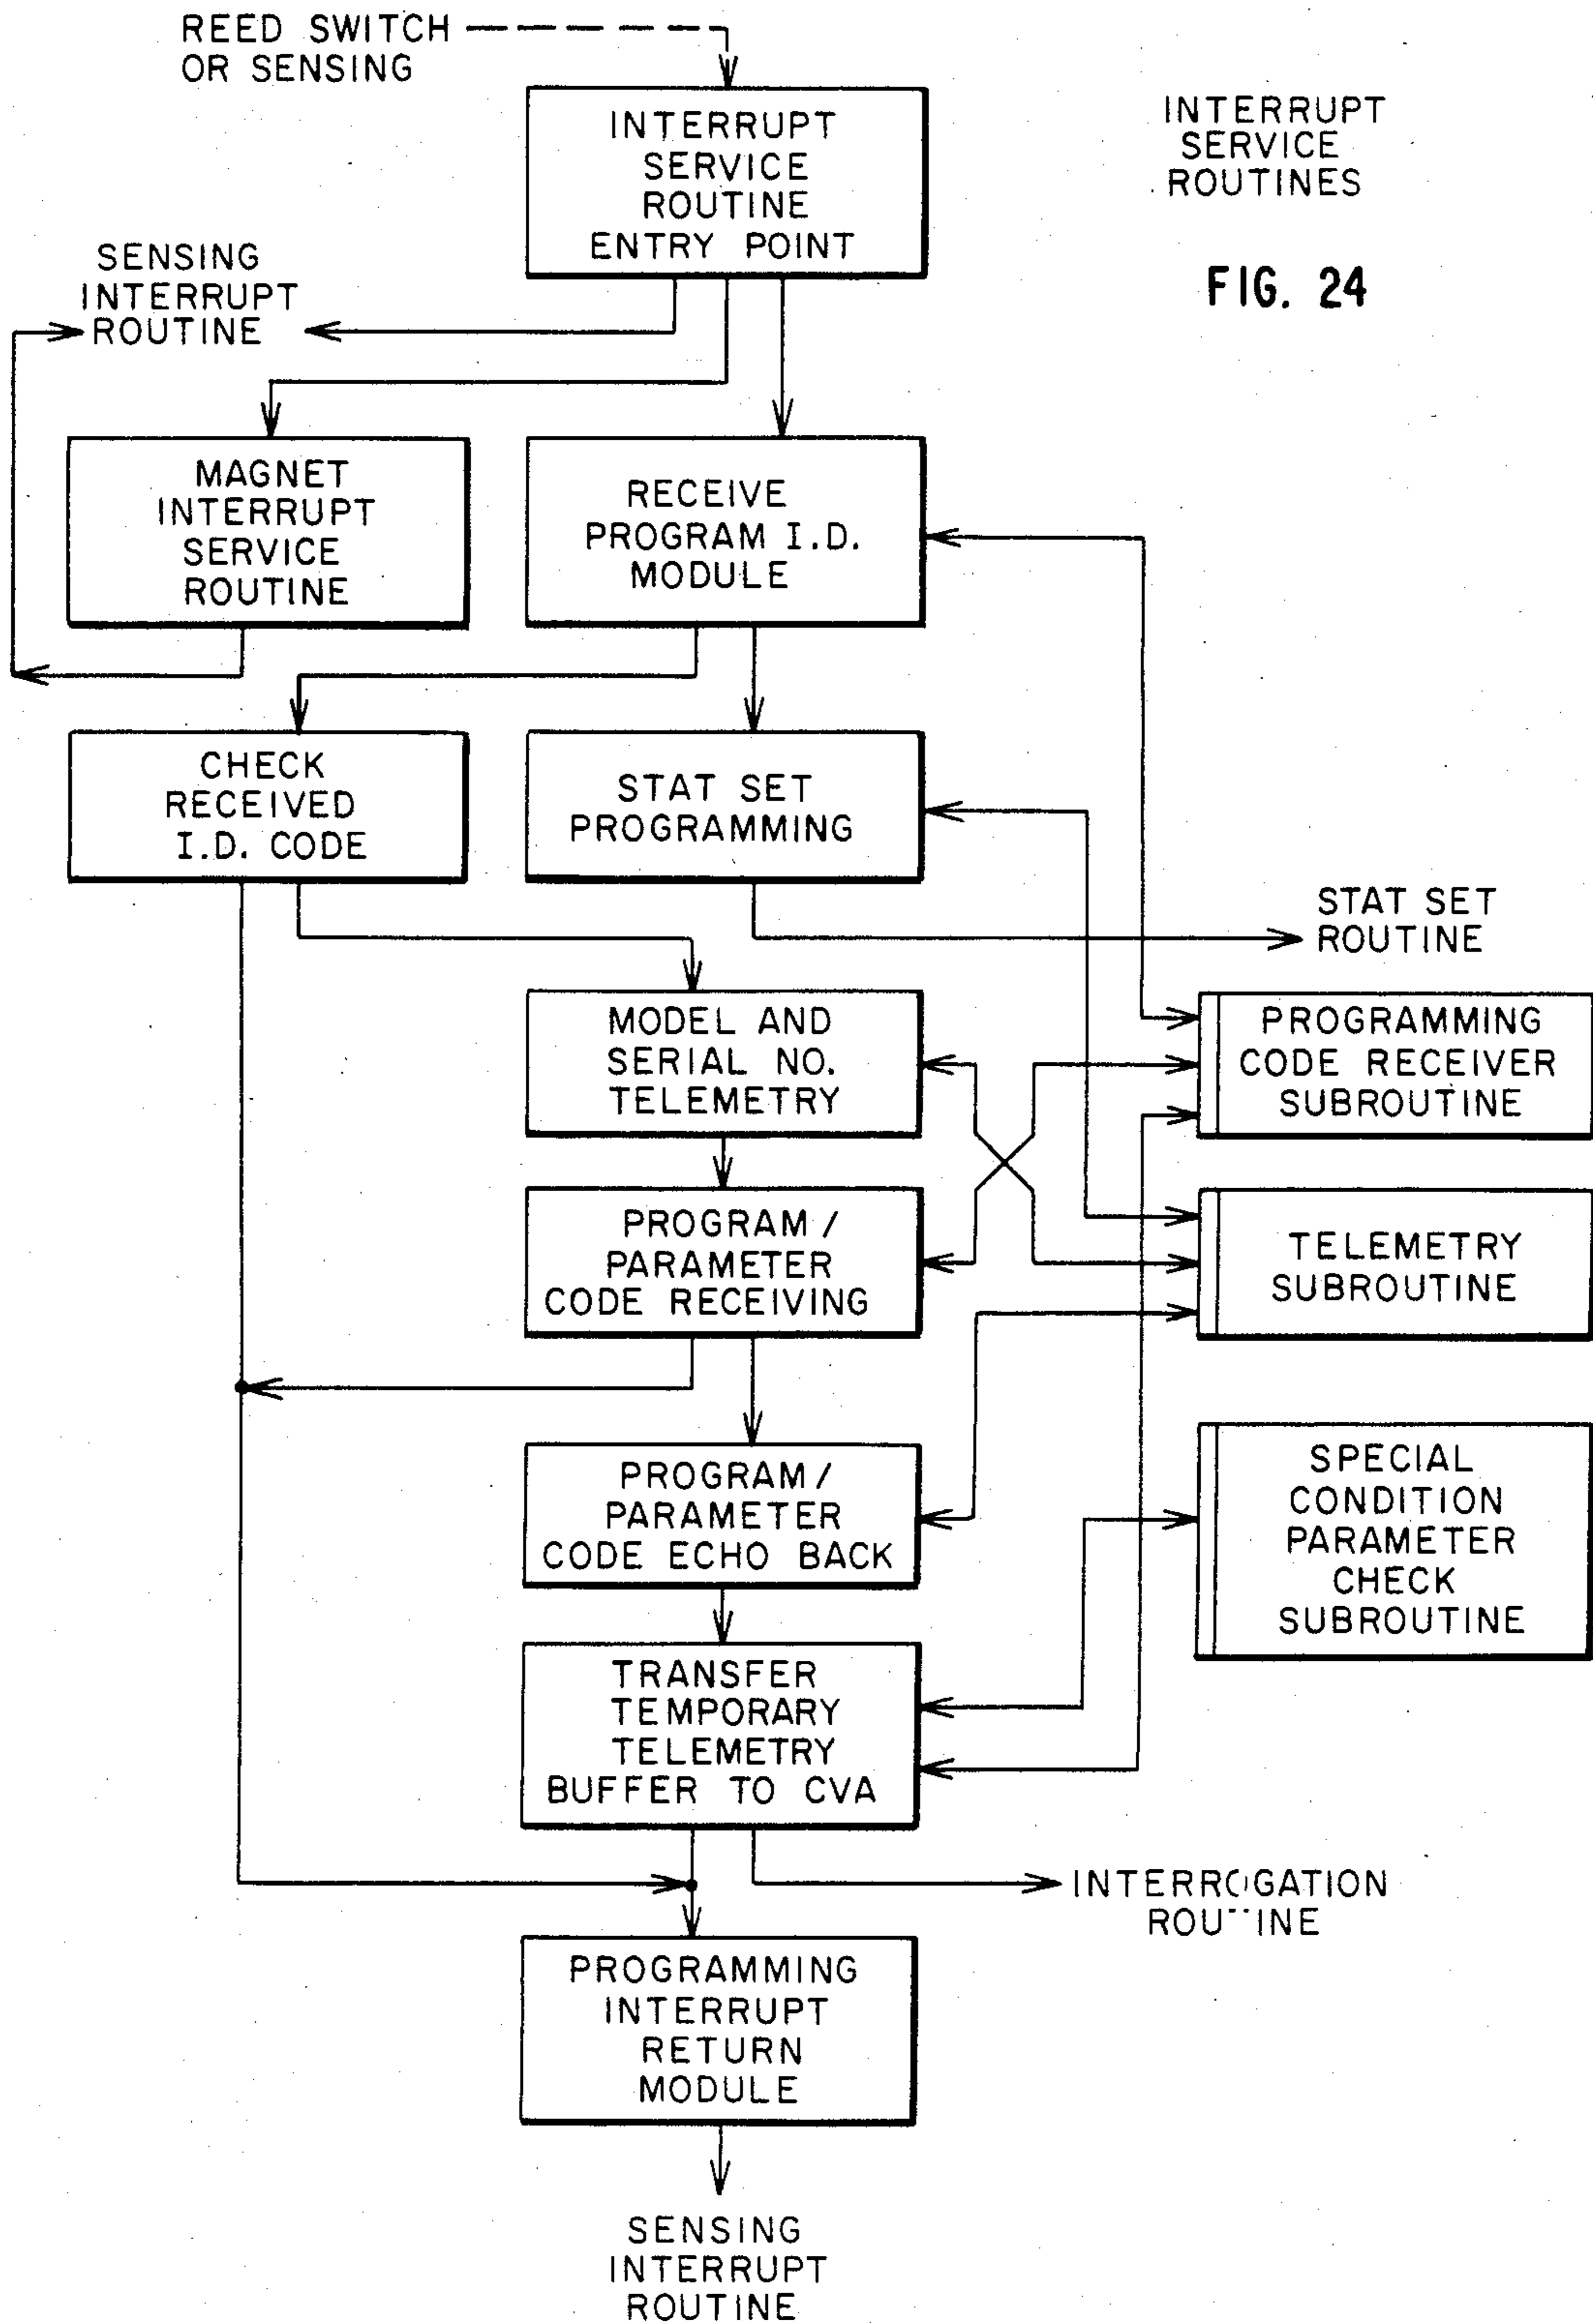 REED SWITCH
OR SENSING
INTERRUPT
SERVICE
ROUTINE
ENTRY POINT
INTERRUPT
SERVICE
ROUTINES
FIG. 24
SENSING
INTERRUPT
ROUTINE
MAGNET
INTERRUPT
SERVICE
ROUTINE
RECEIVE
PROGRAM I.D.
MODULE
CHECK
RECEIVED
I.D. CODE
STAT SET
PROGRAMMING
STAT SET
ROUTINE
MODEL AND
SERIAL NO.
TELEMETRY
PROGRAMMING
CODE RECEIVER
SUBROUTINE
PROGRAM /
PARAMETER
CODE RECEIVING
TELEMETRY
SUBROUTINE
PROGRAM /
PARAMETER
CODE ECHO BACK
SPECIAL
CONDITION
PARAMETER
CHECK
SUBROUTINE
TRANSFER
TEMPORARY
TELEMETRY
BUFFER TO CVA
INTERROGATION
ROUTINE
PROGRAMMING
INTERRUPT
RETURN
MODULE
SENSING
INTERRUPT
ROUTINE